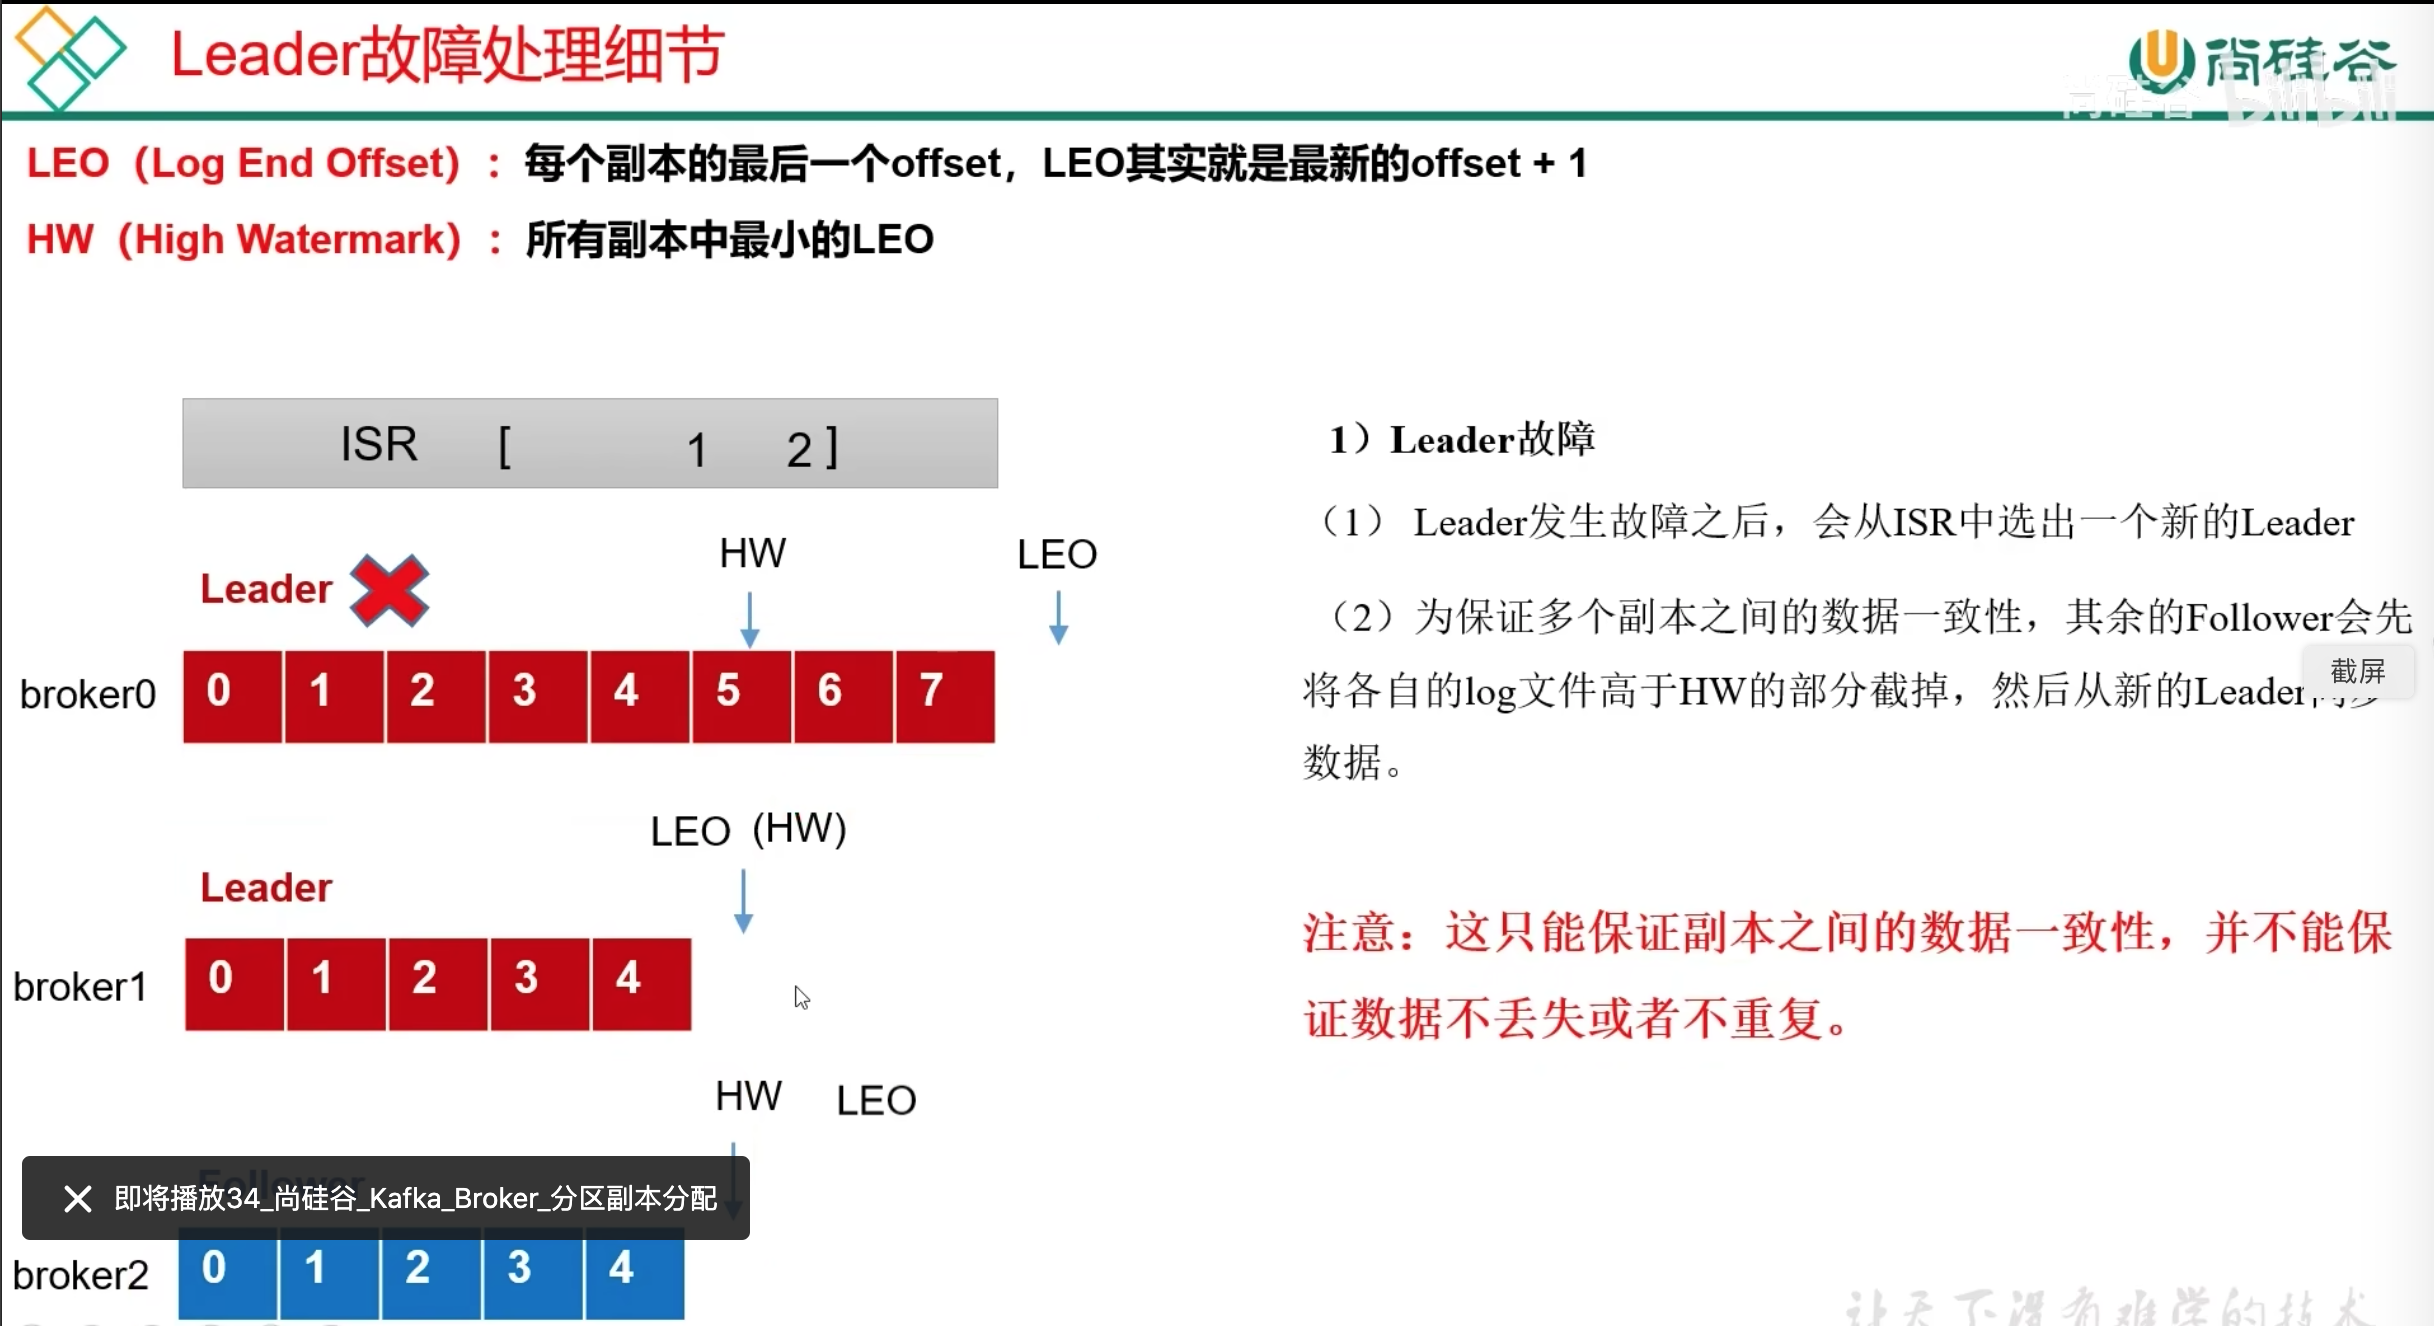 Leader故障处理细节
尚硅谷
尚硅谷 bilibili
LEO（Log End Offset）：每个副本的最后一个offset，LEO其实就是最新的offset + 1
HW（High Watermark）：所有副本中最小的LEO
ISR [ 1 2 ]
HW
LEO
Leader
broker0 0 1 2 3 4 5 6 7
LEO (HW)
Leader
broker1 0 1 2 3 4
HW LEO
Follower
即将播放34_尚硅谷_Kafka_Broker_分区副本分配
broker2 0 1 2 3 4
1）Leader故障
（1） Leader发生故障之后，会从ISR中选出一个新的Leader
（2）为保证多个副本之间的数据一致性，其余的Follower会先
将各自的log文件高于HW的部分截掉，然后从新的Leader同步
数据。
截屏
注意：这只能保证副本之间的数据一致性，并不能保
证数据不丢失或者不重复。
让天下没有难学的技术